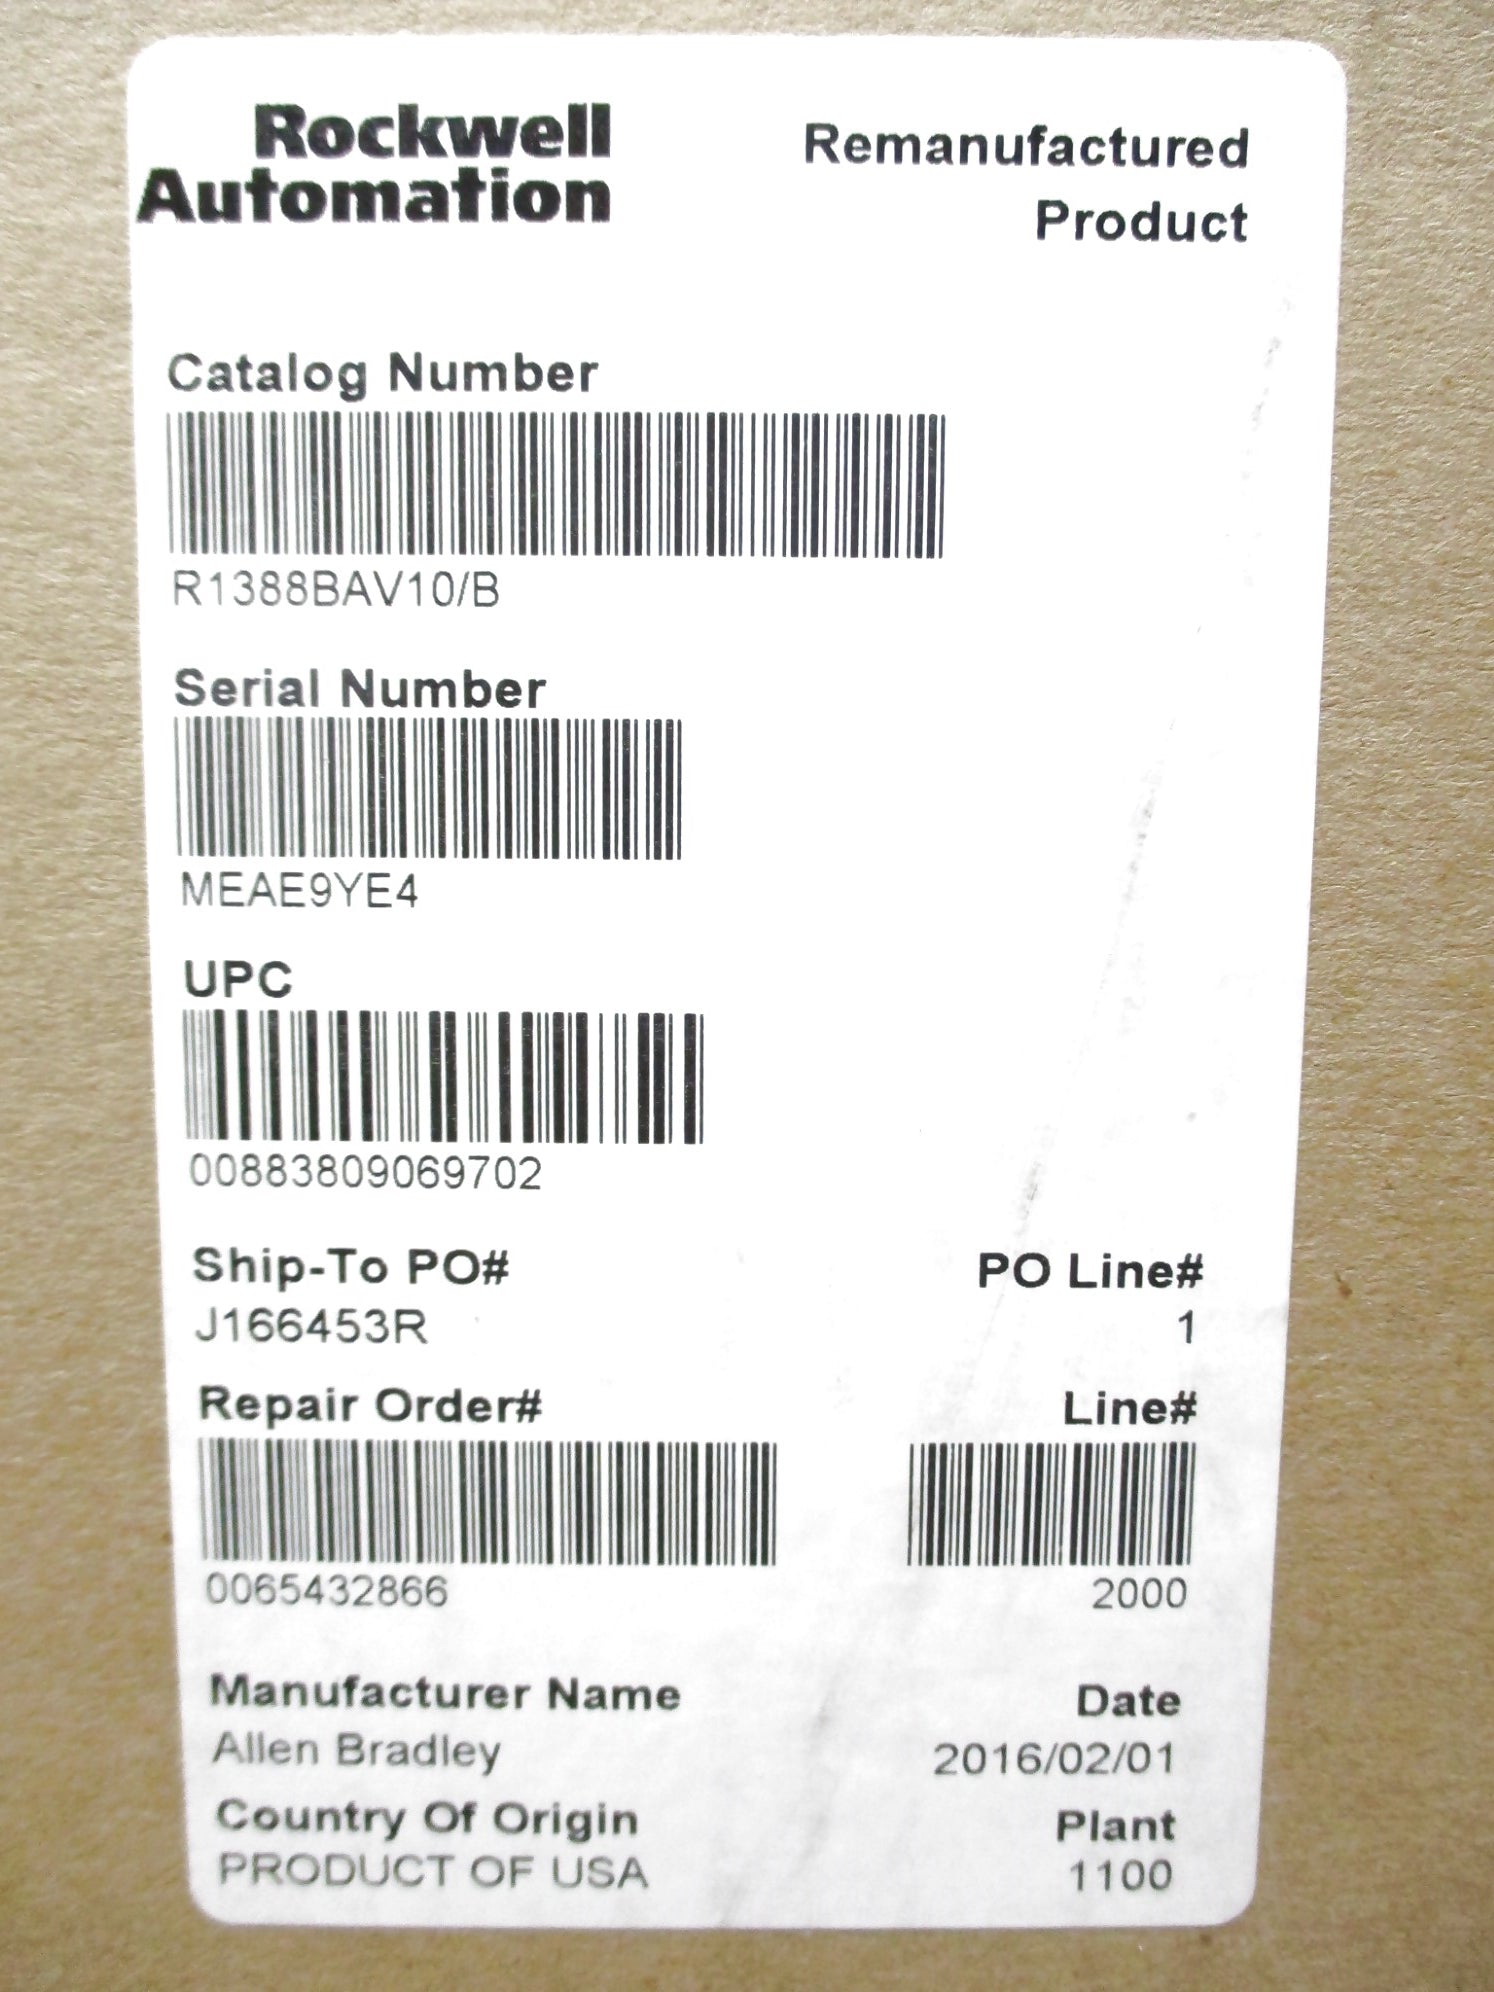 Rockwell
Automation
Remanufactured
Product
Catalog Number
R1388BAV10/B
Serial Number
MEAE9YE4
UPC
00883809069702
Ship-To PO#
PO Line#
J166453R
1
Repair Order#
Line#
0065432866
2000
Manufacturer Name
Date
Allen Bradley
2016/02/01
Country Of Origin
Plant
PRODUCT OF USA
1100